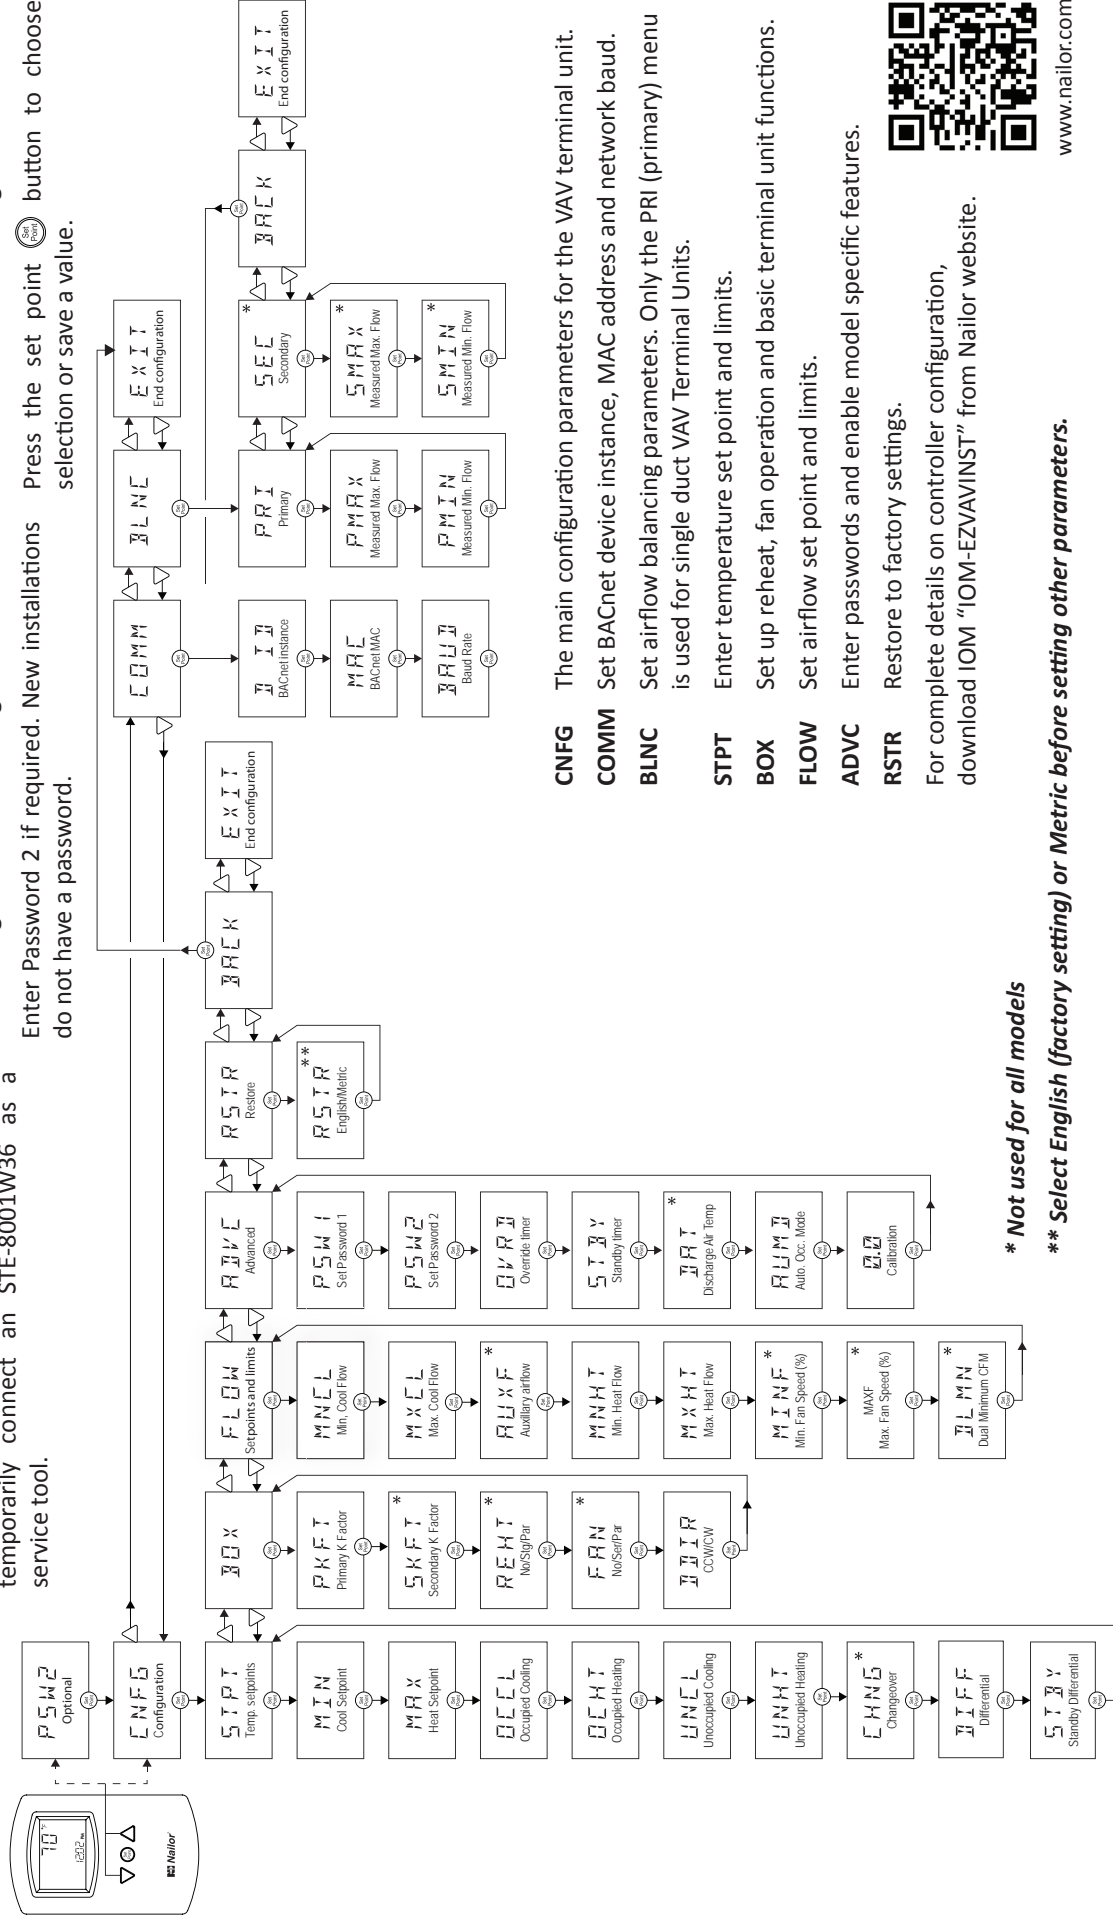 temporarily connect an STE-8001W36 as a
service tool.
Enter Password 2 if required. New installations
do not have a password.
Press the set point Set Point button to choose
selection or save a value.
70 °F
12:02 PM
Nailor
PSW2
Optional
CNFG
Configuration
COMM
BLNC
EXIT
End configuration
STPT
Temp. setpoints
MIN
Cool Setpoint
MAX
Heat Setpoint
OCCL
Occupied Cooling
OCHT
Occupied Heating
UNCL
Unoccupied Cooling
UNHT
Unoccupied Heating
CHNG *
Changeover
DIFF
Differential
STBY
Standby Differential
BOX
PKFT
Primary K Factor
SKFT *
Secondary K Factor
REHT *
No/Stg/Par
FAN *
No/Ser/Par
DDIR
CCW/CW
FLOW
Setpoints and limits
MNCL
Min, Cool Flow
MXCL
Max. Cool Flow
AUXF *
Auxillary airflow
MNHT
Min. Heat Flow
MXHT
Max. Heat Flow
MINF *
Min. Fan Speed (%)
*
MAXF
Max. Fan Speed (%)
DLMN *
Dual Minimum CFM
ADVC
Advanced
PSW1
Set Password 1
PSW2
Set Password 2
OVRD
Override timer
STBY
Standby timer
DAT *
Discharge Air Temp
AUMD
Auto. Occ. Mode
0.0
Calibration
RSTR
Restore
RSTR **
English/Metric
BACK
EXIT
End configuration
D ID
BACnet instance
MAC
BACnet MAC
BAUD
Baud Rate
PRI
Primary
PMAX
Measured Max. Flow
PMIN
Measured Min. Flow
SEC *
Secondary
SMAX *
Measured Max. Flow
SMIN *
Measured Min. Flow
BACK
EXIT
End configuration
CNFG The main configuration parameters for the VAV terminal unit.
COMM Set BACnet device instance, MAC address and network baud.
BLNC Set airflow balancing parameters. Only the PRI (primary) menu
is used for single duct VAV Terminal Units.
STPT Enter temperature set point and limits.
BOX Set up reheat, fan operation and basic terminal unit functions.
FLOW Set airflow set point and limits.
ADVC Enter passwords and enable model specific features.
RSTR Restore to factory settings.
For complete details on controller configuration,
download IOM “IOM-EZVAVINST” from Nailor website.
* Not used for all models
** Select English (factory setting) or Metric before setting other parameters.
www.nailor.com